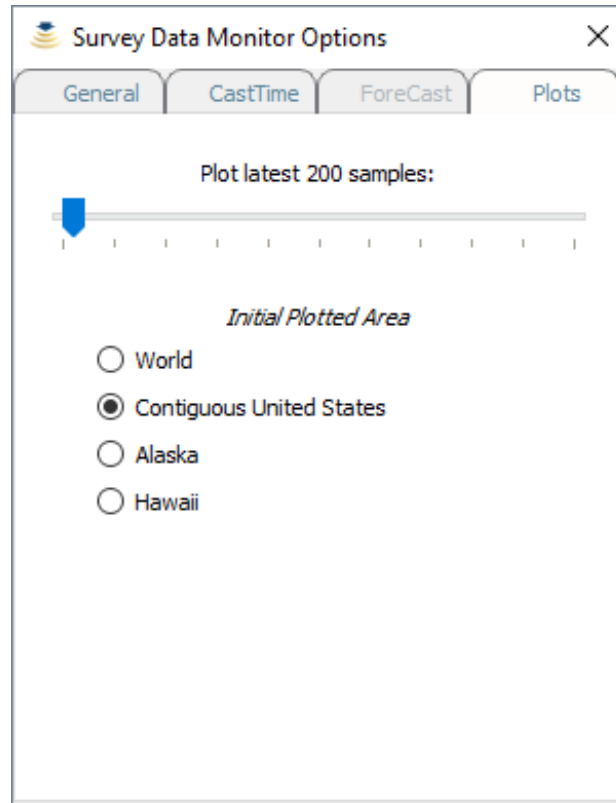 Survey Data Monitor Options
General CastTime ForeCast Plots
Plot latest 200 samples:
Initial Plotted Area
World
Contiguous United States
Alaska
Hawaii